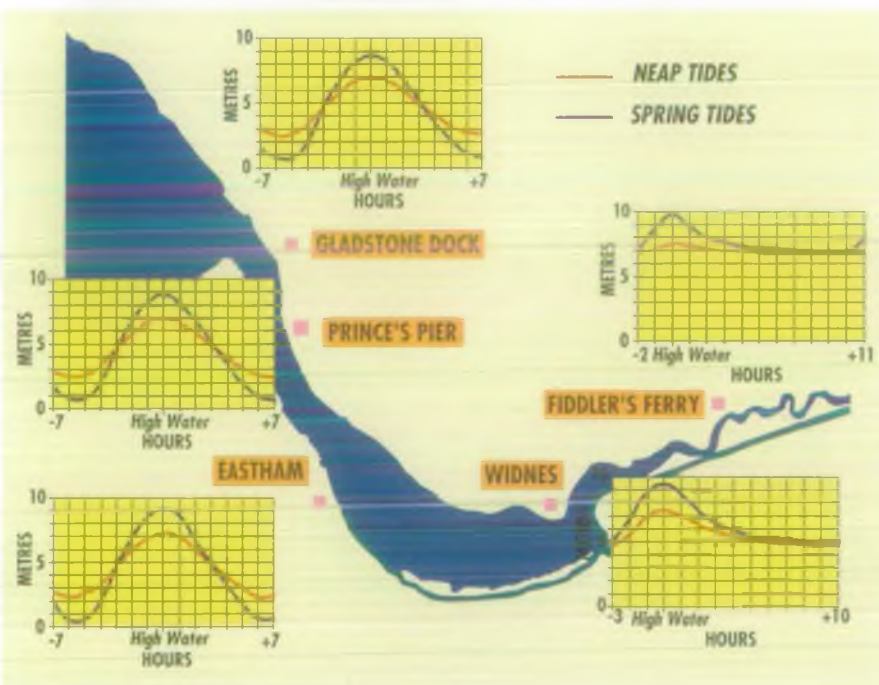 10
METRES
5
0
-7
High Water
+7
HOURS
NEAP TIDES
SPRING TIDES
GLADSTONE DOCK
10
METRES
5
0
-2 High Water
+11
HOURS
10
METRES
5
0
-7
High Water
+7
HOURS
PRINCE'S PIER
FIDDLER'S FERRY
EASTHAM
WIDNES
10
METRES
5
0
-7
High Water
+7
HOURS
0
-3
High Water
+10
HOURS